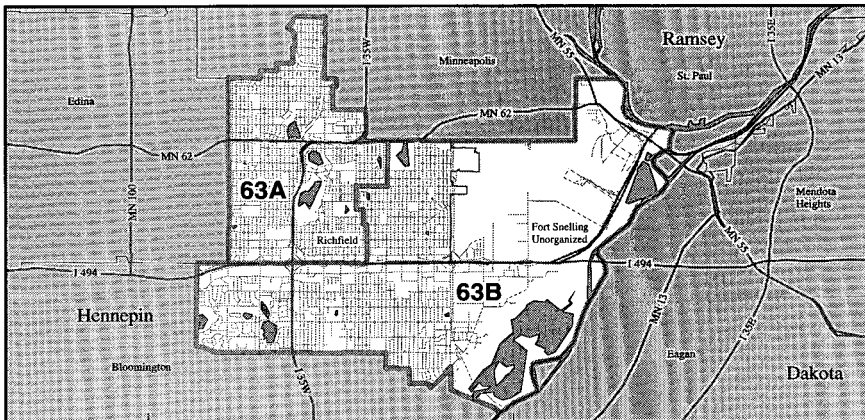 Ramsey
I 35W
MN 55
I 35E
MN 13
Minneapolis
St. Paul
Edina
MN 62
MN 62
63A
MN 100
Mendota
Heights
Richfield
Fort Snelling
Unorganized
MN 55
I 494
I 494
63B
Hennepin
MN 13
I 35E
Bloomington
I 35W
Eagan
Dakota